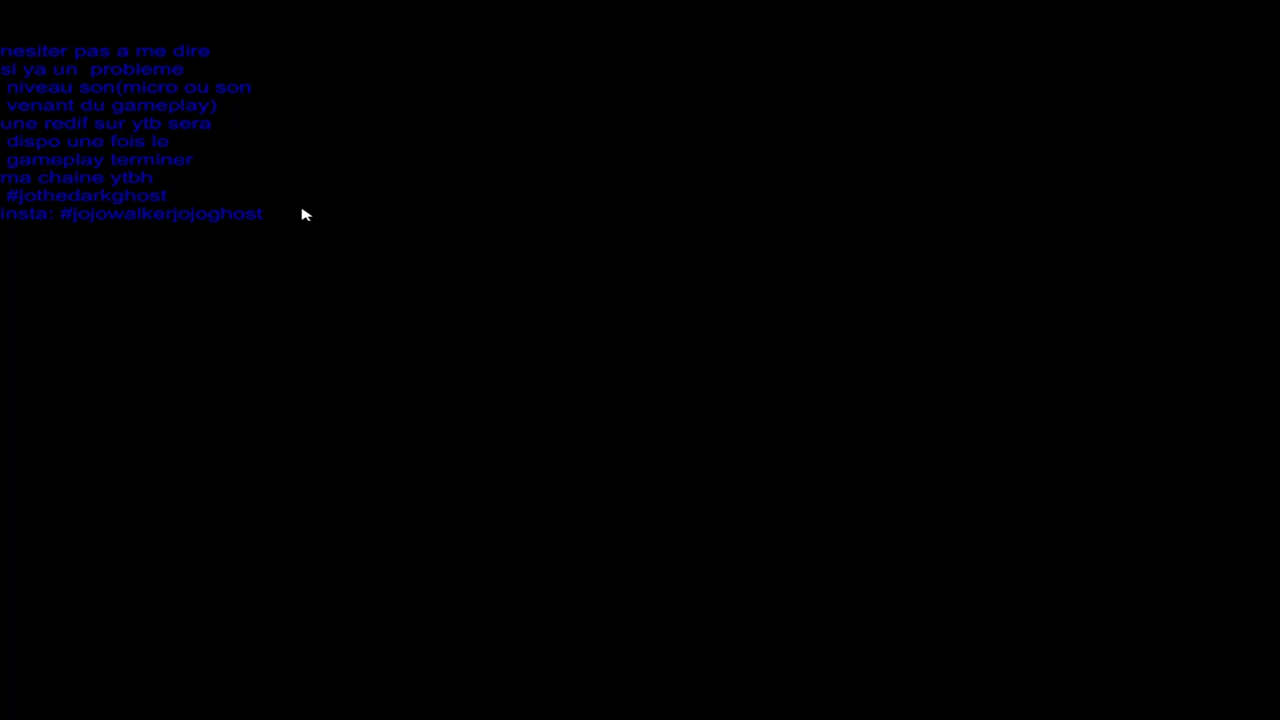 nesiter pas a me dire
si ya un  probleme
niveau son(micro ou son
venant du gameplay)
une redif sur ytb sera
dispo une fois le
gameplay terminer
ma chaine ytbh
#jothedarkghost
insta: #jojowalkerjojoghost